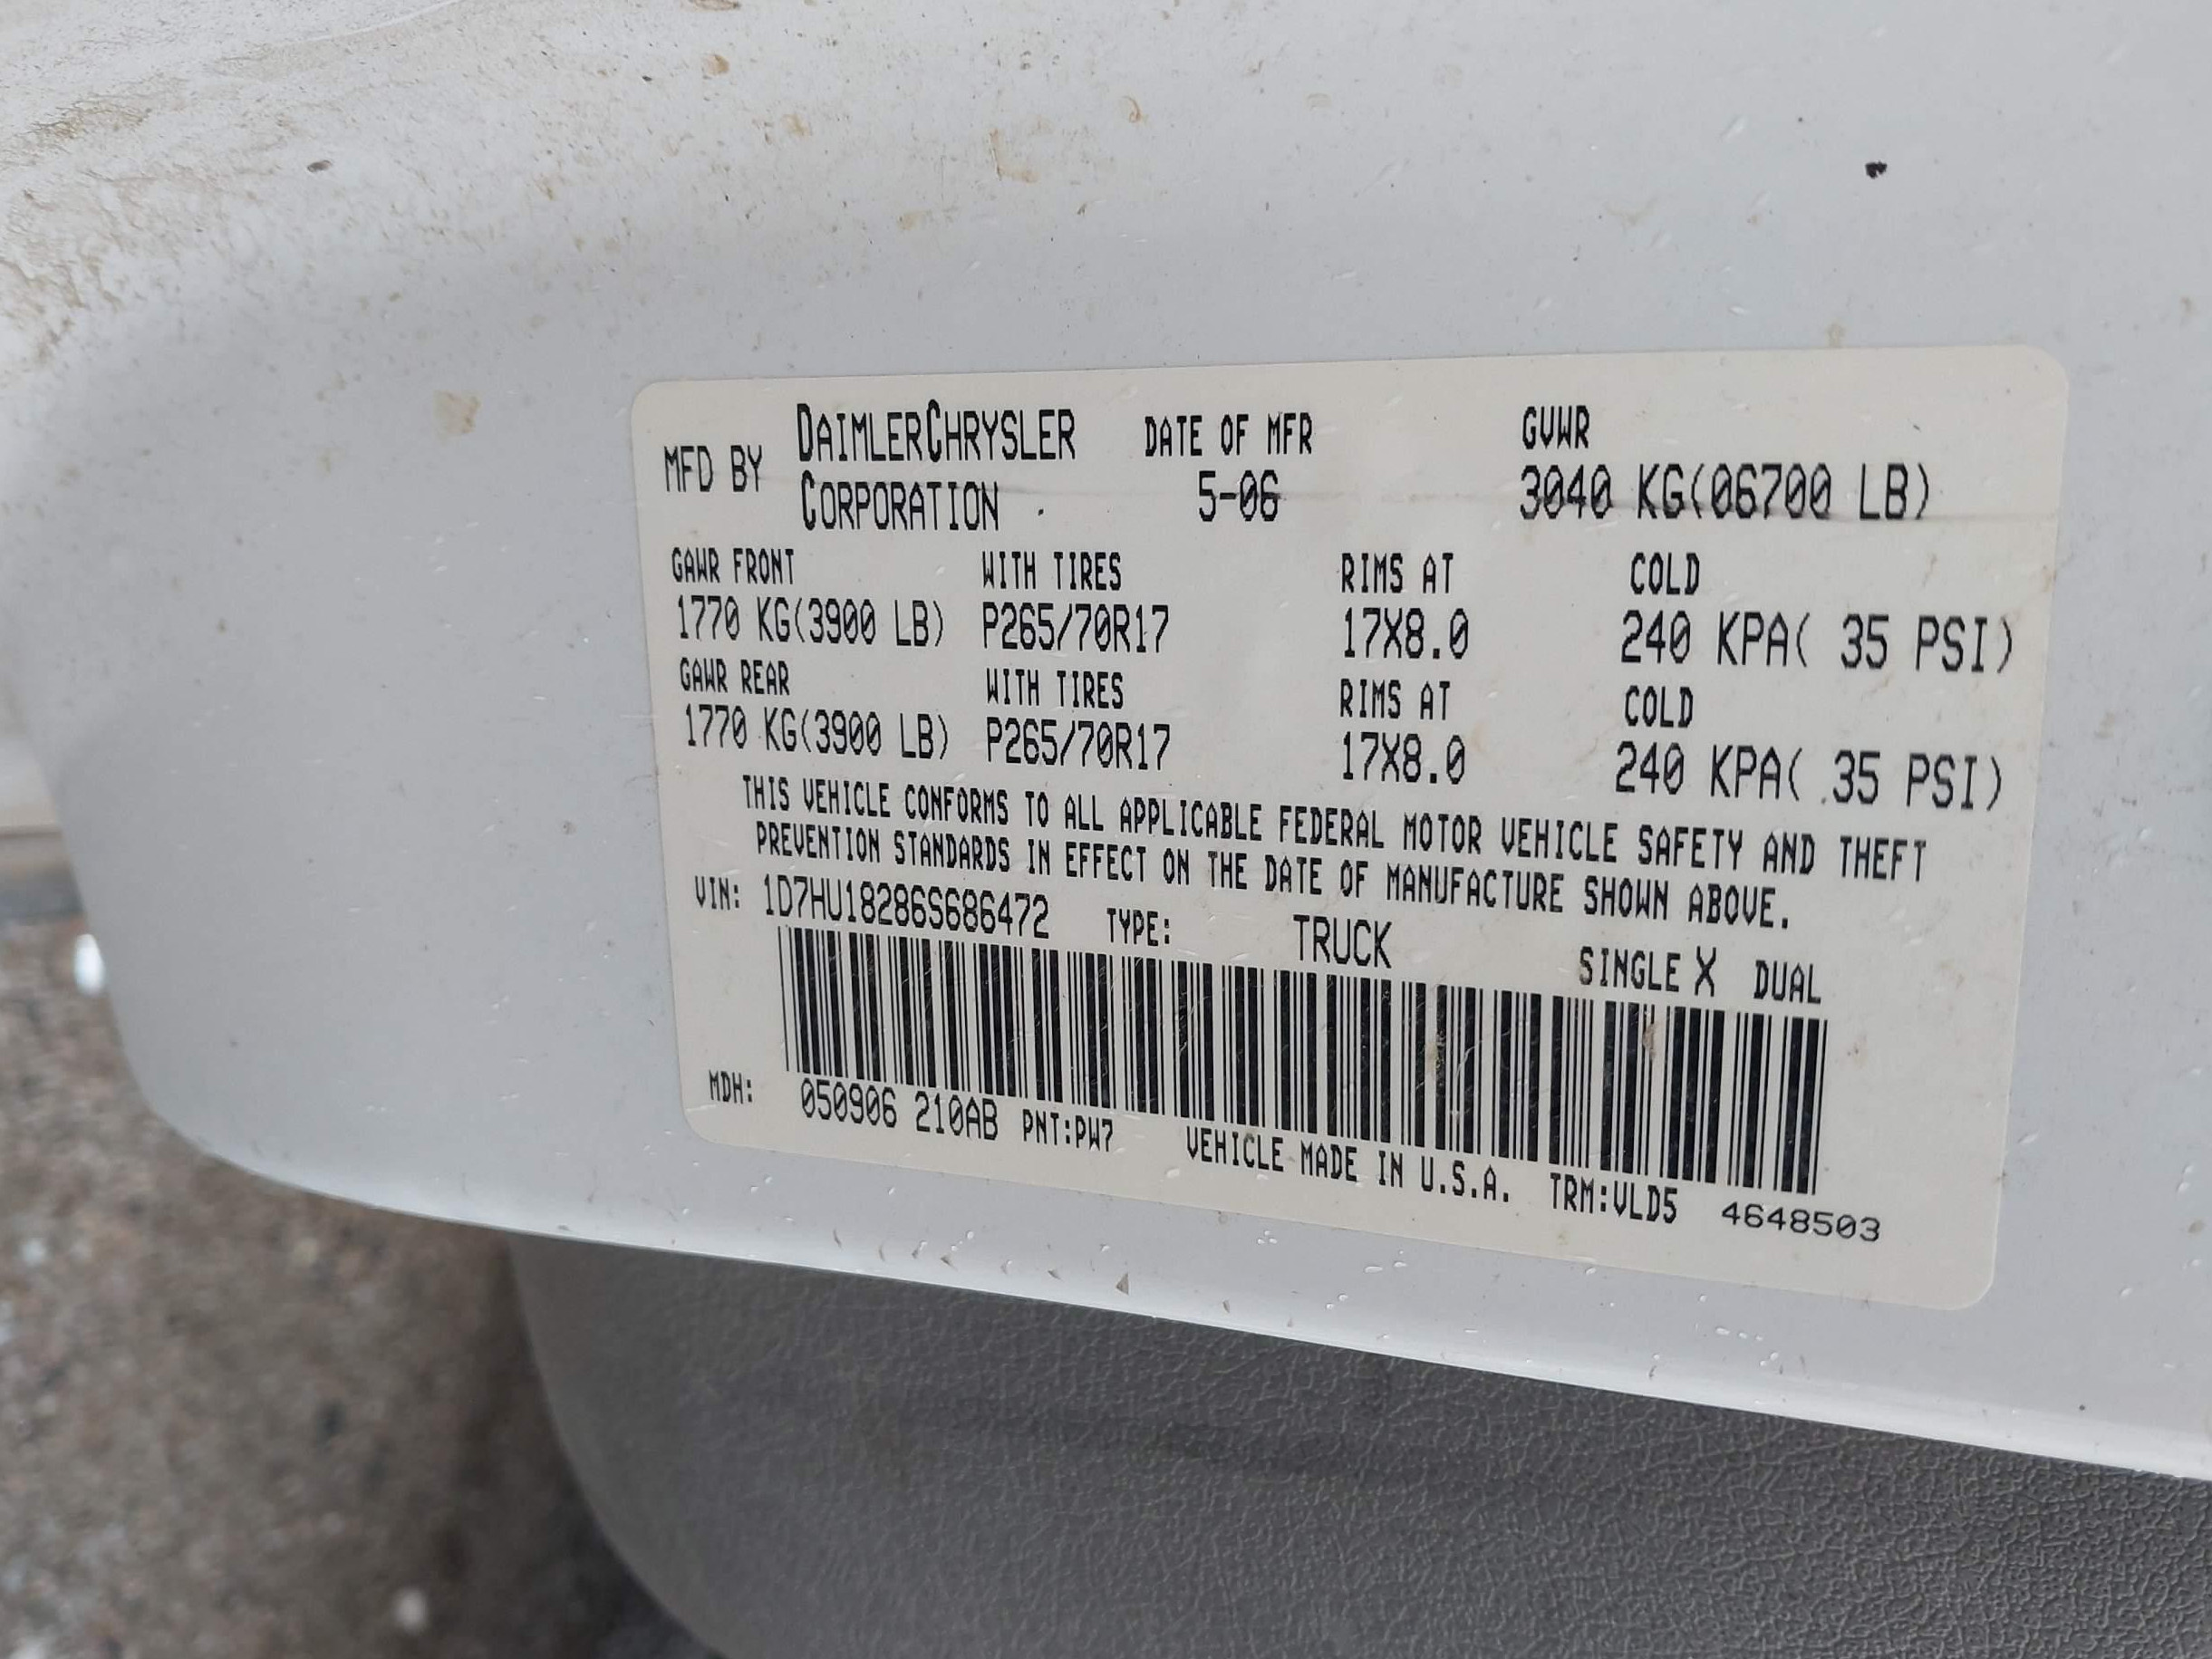 MFD BY DAIMLERCHRYSLER CORPORATION DATE OF MFR 5-06 GVWR 3040 KG(06700 LB)
GAWR FRONT WITH TIRES RIMS AT COLD
1770 KG(3900 LB) P265/70R17 17X8.0 240 KPA( 35 PSI)
GAWR REAR WITH TIRES RIMS AT COLD
1770 KG(3900 LB) P265/70R17 17X8.0 240 KPA( 35 PSI)
THIS VEHICLE CONFORMS TO ALL APPLICABLE FEDERAL MOTOR VEHICLE SAFETY AND THEFT
PREVENTION STANDARDS IN EFFECT ON THE DATE OF MANUFACTURE SHOWN ABOVE.
VIN: 1D7HU18286S686472 TYPE: TRUCK SINGLE X DUAL
MDH: 050906 210AB PNT:PW7 VEHICLE MADE IN U.S.A. TRM:VLD5 4648503